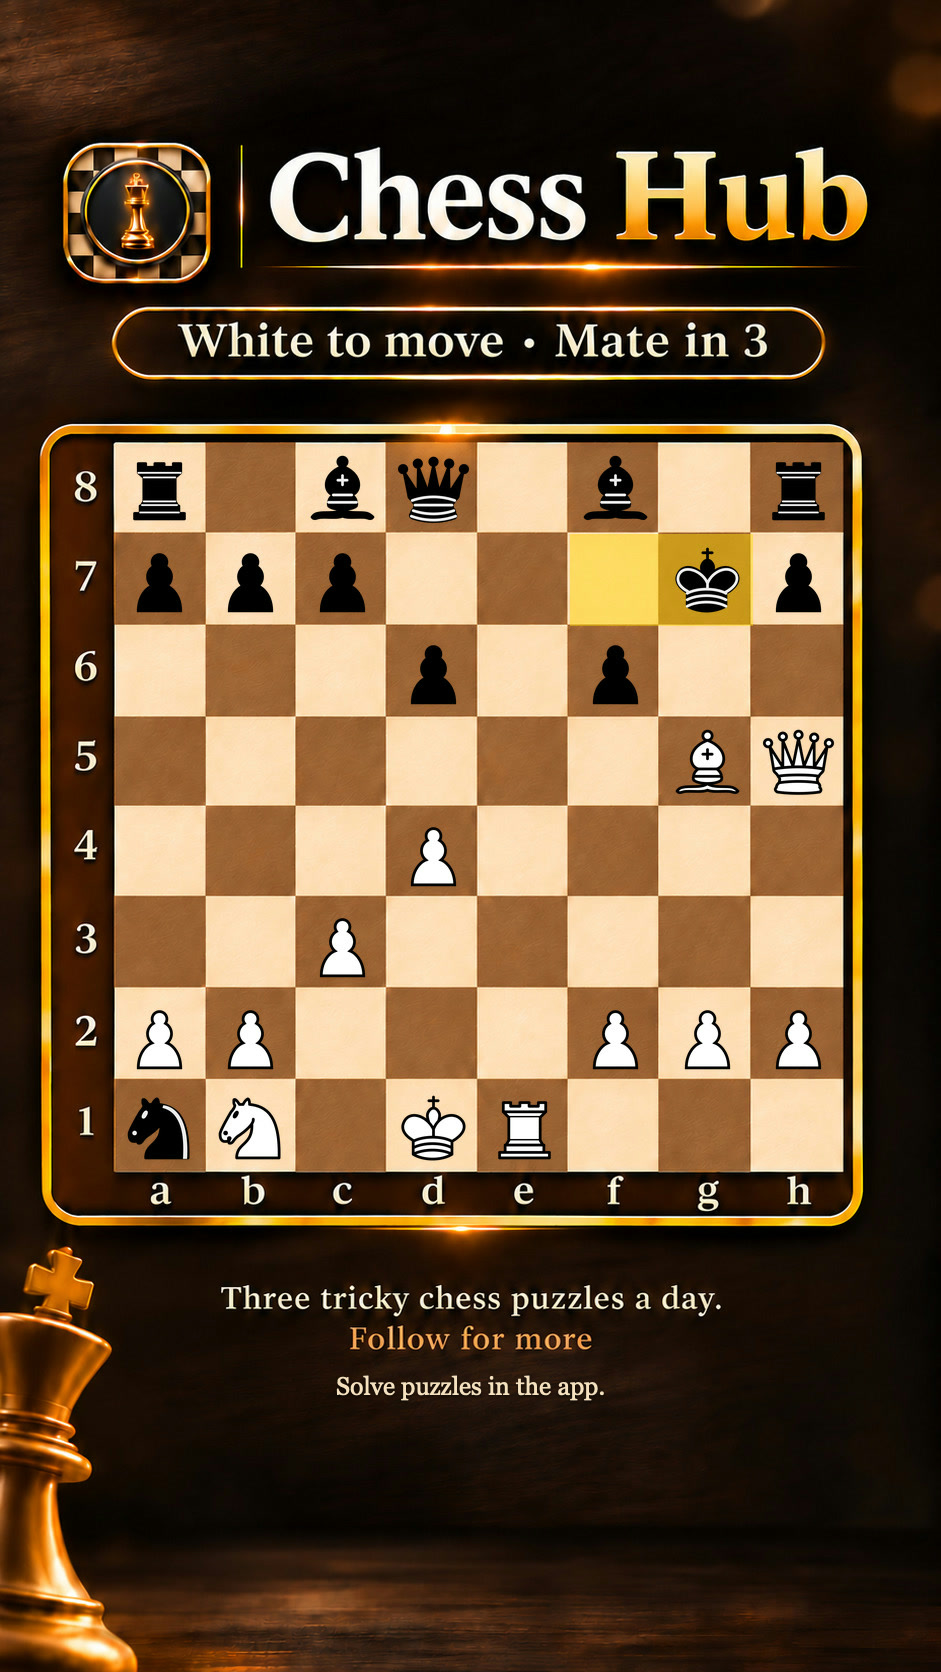 Chess Hub
White to move • Mate in 3
8
7
6
5
4
3
2
1
a b c d e f g h
Three tricky chess puzzles a day.
Follow for more
Solve puzzles in the app.